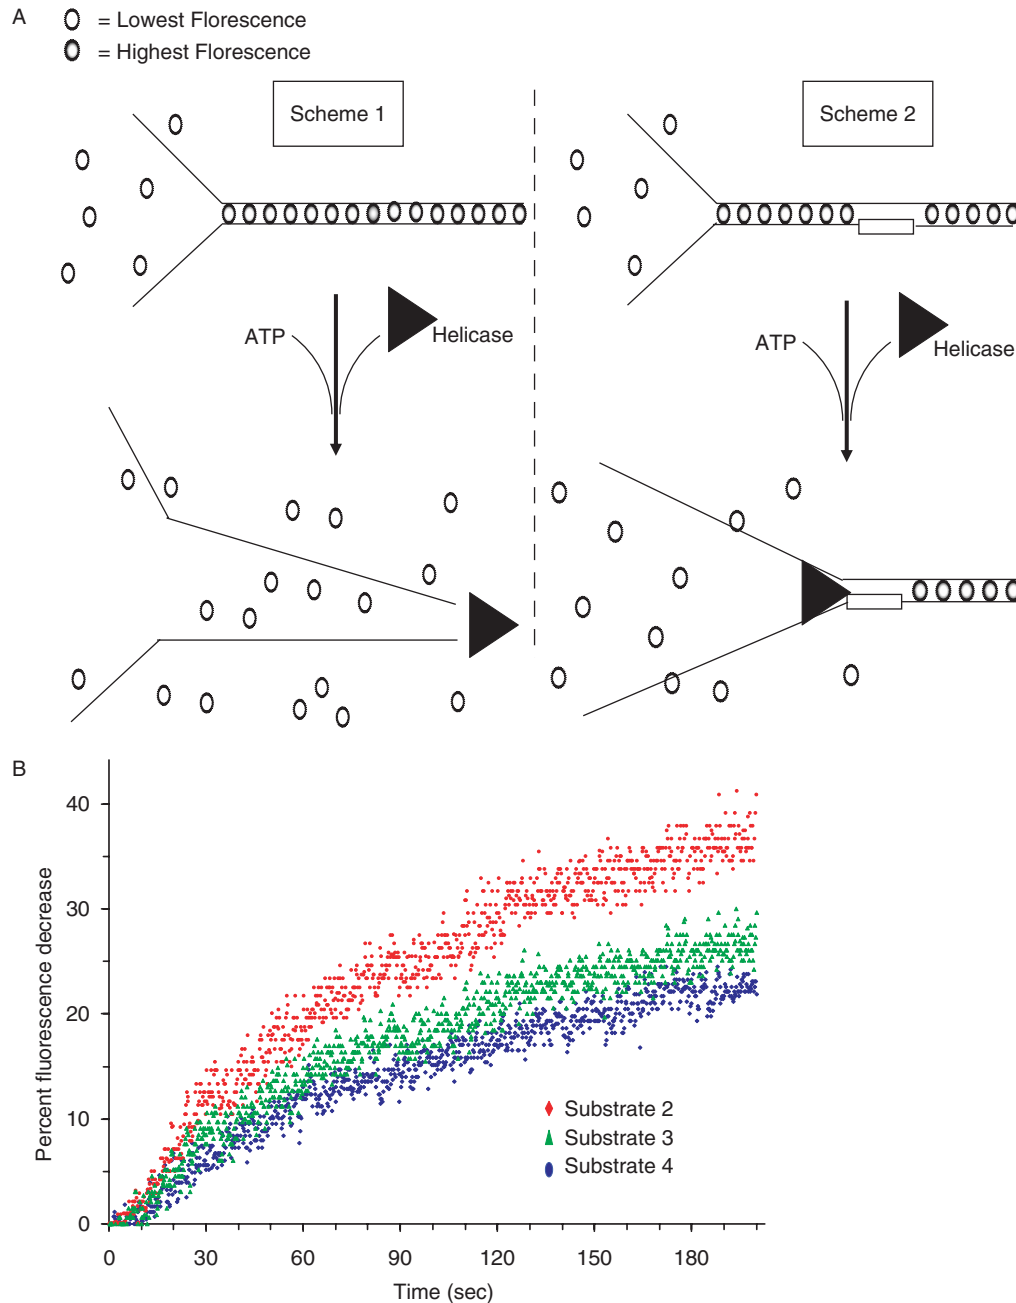 A
= Lowest Florescence
= Highest Florescence
Scheme 1
Scheme 2
ATP
Helicase
ATP
Helicase
B
Percent fluorescence decrease
40
30
20
10
0
Substrate 2
Substrate 3
Substrate 4
0 30 60 90 120 150 180
Time (sec)